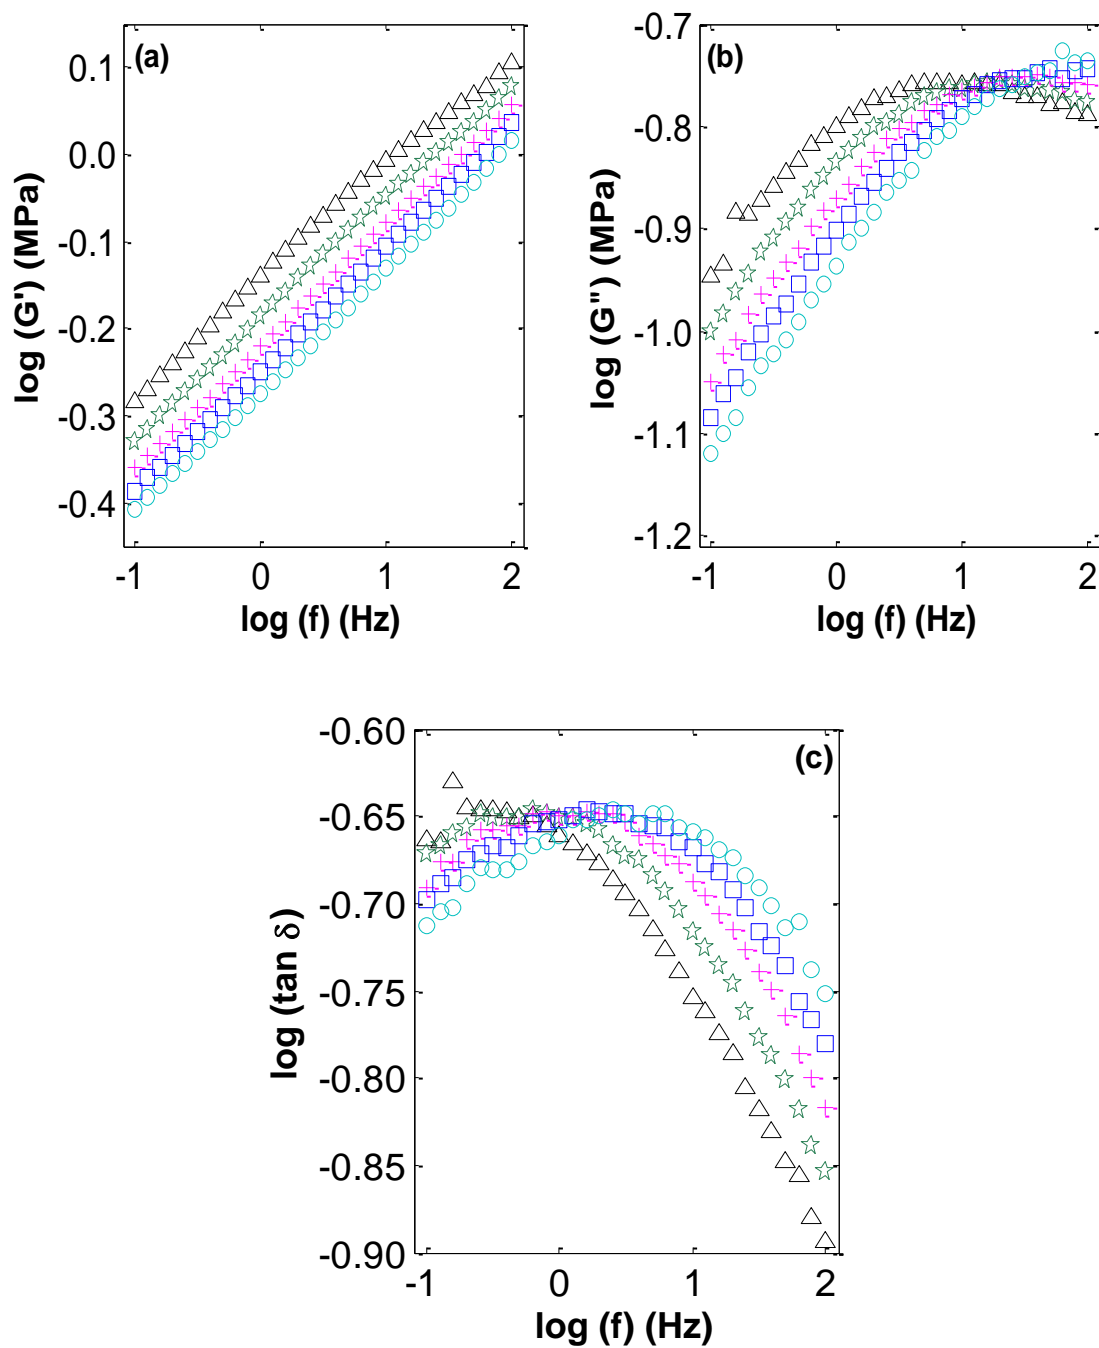 (a)
log (G') (MPa)
0.1
0.0
-0.1
-0.2
-0.3
-0.4
-1 0 1 2
log (f) (Hz)
(b)
log (G") (MPa)
-0.7
-0.8
-0.9
-1.0
-1.1
-1.2
-1 0 1 2
log (f) (Hz)
(c)
log (tan δ)
-0.60
-0.65
-0.70
-0.75
-0.80
-0.85
-0.90
-1 0 1 2
log (f) (Hz)